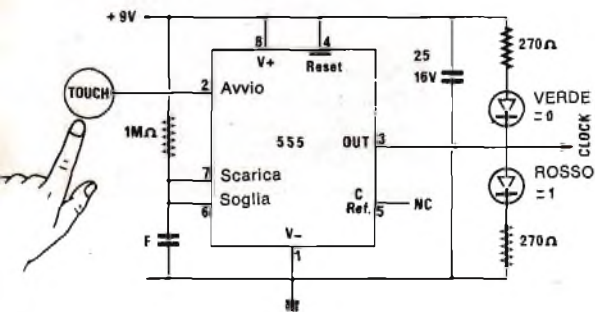 + 9V
8
V+
4
Reset
25
16V
270Ω
TOUCH
2
Avvio
VERDE
= 0
1MΩ
555
OUT
3
CLOCK
7
Scarica
ROSSO
= 1
6
Soglia
C
Ref.
5
NC
F
V-
1
270Ω